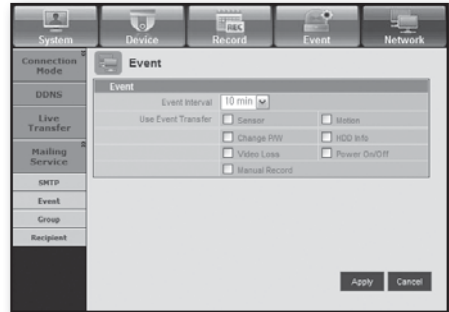 System Device Record Event Network
REC
Connection Mode
DDNS
Live Transfer
Mailing Service
SMTP
Event
Group
Recipient
Event
Event
Event Interval 10 min
Use Event Transfer Sensor Motion
Change P/W HDD Info
Video Loss Power On/Off
Manual Record
Apply Cancel